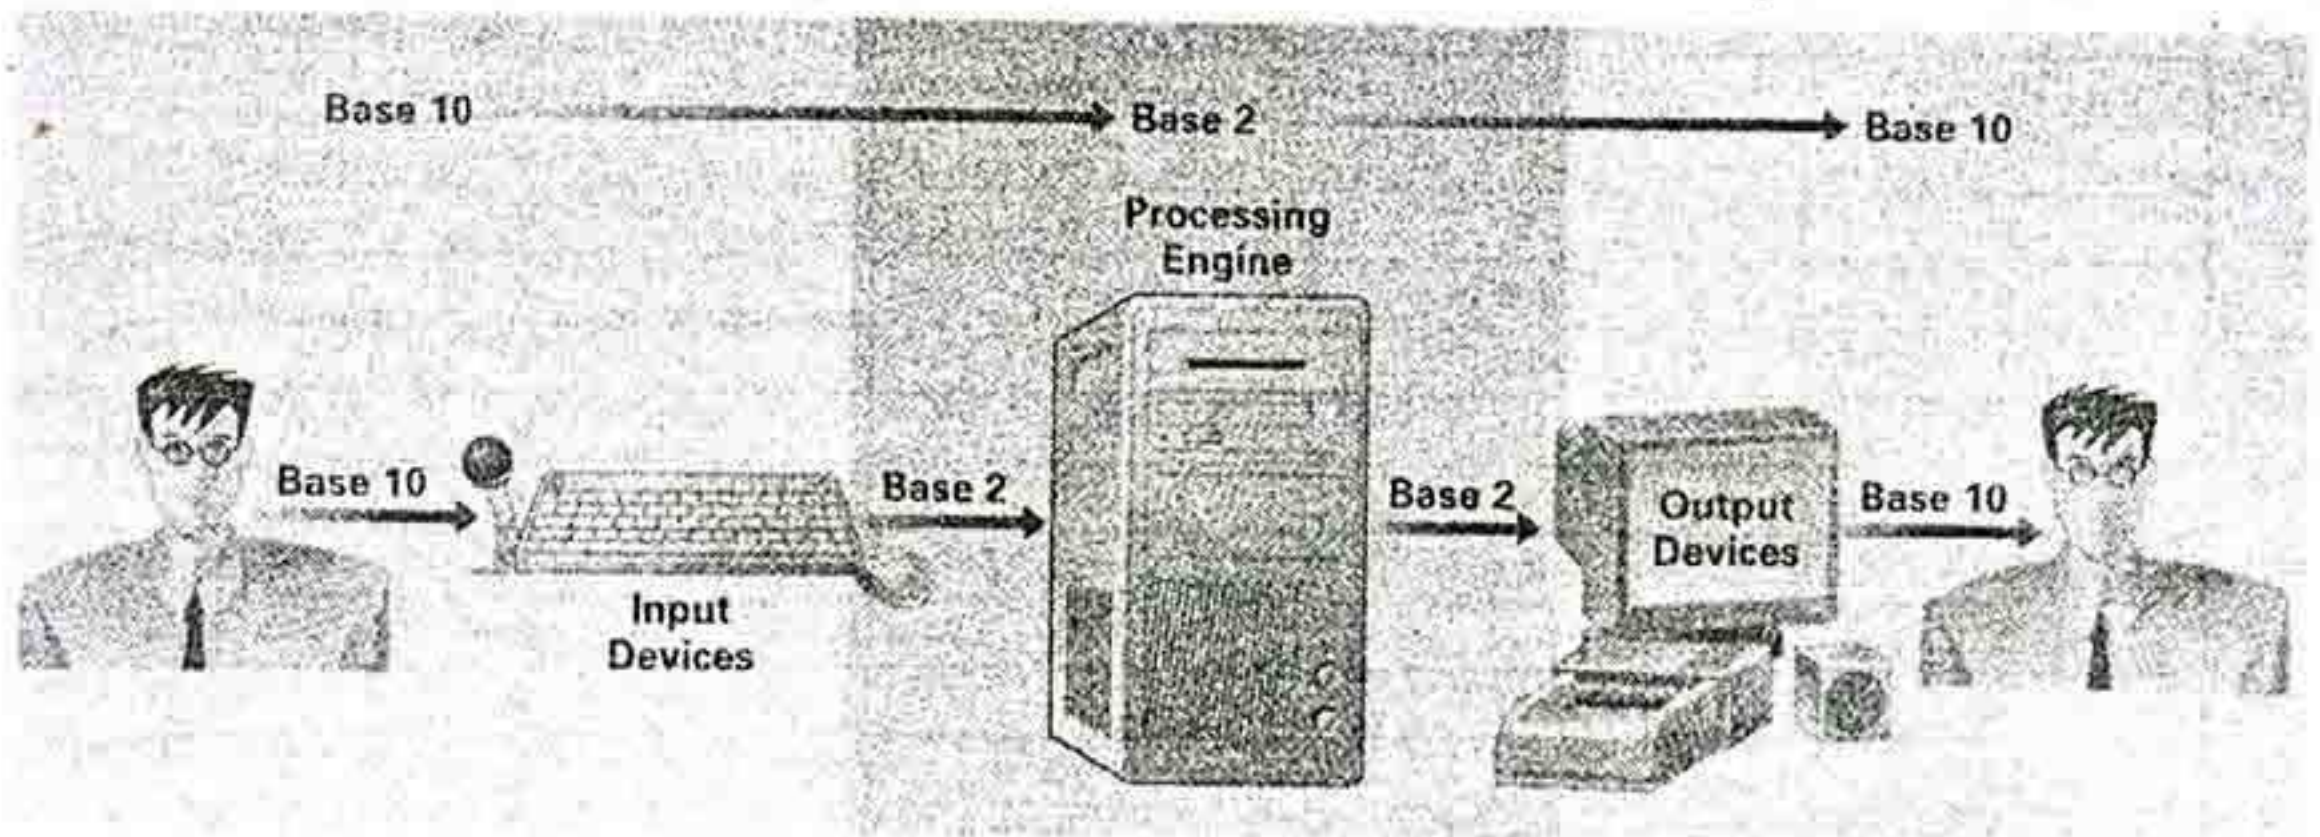 Base 10
Base 2
Base 10
Processing
Engine
Base 10
Base 2
Base 2
Output
Devices
Base 10
Input
Devices